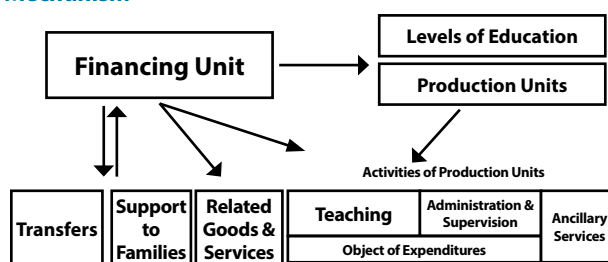 Levels of Education
Financing Unit
Production Units
Activities of Production Units
Transfers
Support
to
Families
Related
Goods &
Services
Teaching
Administration &
Supervision
Ancillary
Services
Object of Expenditures